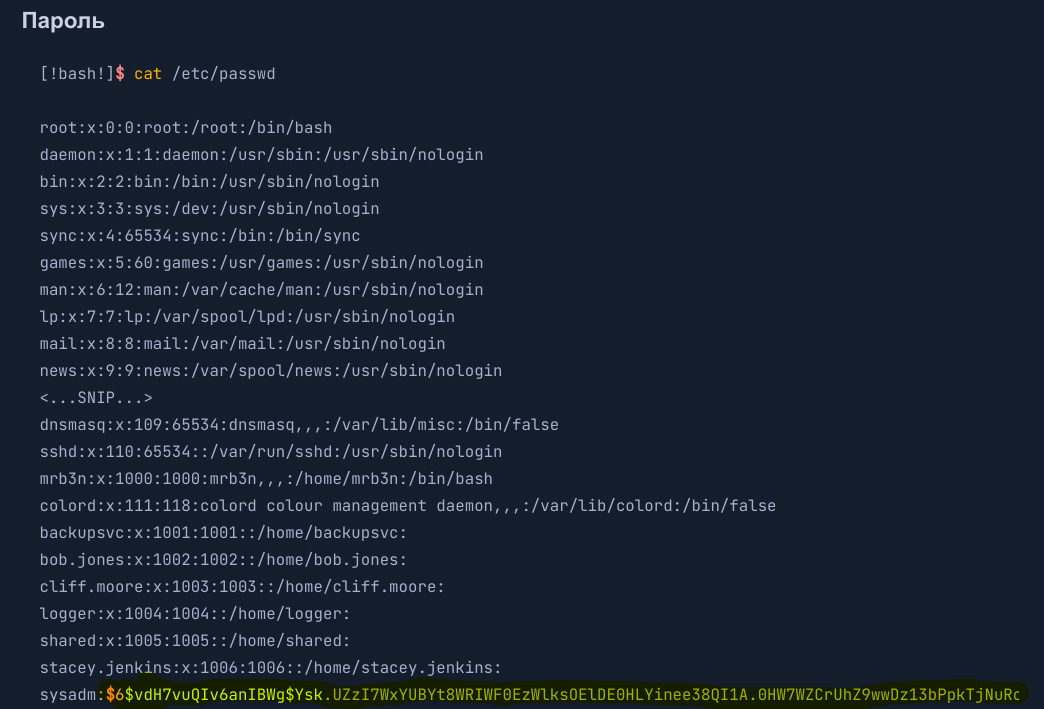 Пароль
[!bash!]$ cat /etc/passwd
root:x:0:0:root:/root:/bin/bash
daemon:x:1:1:daemon:/usr/sbin:/usr/sbin/nologin
bin:x:2:2:bin:/bin:/usr/sbin/nologin
sys:x:3:3:sys:/dev:/usr/sbin/nologin
sync:x:4:65534:sync:/bin:/bin/sync
games:x:5:60:games:/usr/games:/usr/sbin/nologin
man:x:6:12:man:/var/cache/man:/usr/sbin/nologin
lp:x:7:7:lp:/var/spool/lpd:/usr/sbin/nologin
mail:x:8:8:mail:/var/mail:/usr/sbin/nologin
news:x:9:9:news:/var/spool/news:/usr/sbin/nologin
<...SNIP...>
dnsmasq:x:109:65534:dnsmasq,,,:/var/lib/misc:/bin/false
sshd:x:110:65534::/var/run/sshd:/usr/sbin/nologin
mrb3n:x:1000:1000:mrb3n,,,:/home/mrb3n:/bin/bash
colord:x:111:118:colord colour management daemon,,,:/var/lib/colord:/bin/false
backupsvc:x:1001:1001::/home/backupsvc:
bob.jones:x:1002:1002::/home/bob.jones:
cliff.moore:x:1003:1003::/home/cliff.moore:
logger:x:1004:1004::/home/logger:
shared:x:1005:1005::/home/shared:
stacey.jenkins:x:1006:1006::/home/stacey.jenkins:
sysadm:$6$vdH7vuQIv6anIBWg$Ysk.UZzI7WxYUBYt8WRIWF0EzWlksOElDE0HLYinee38QI1A.0HW7WZCrUhZ9wwDz13bPpkTjNuRo